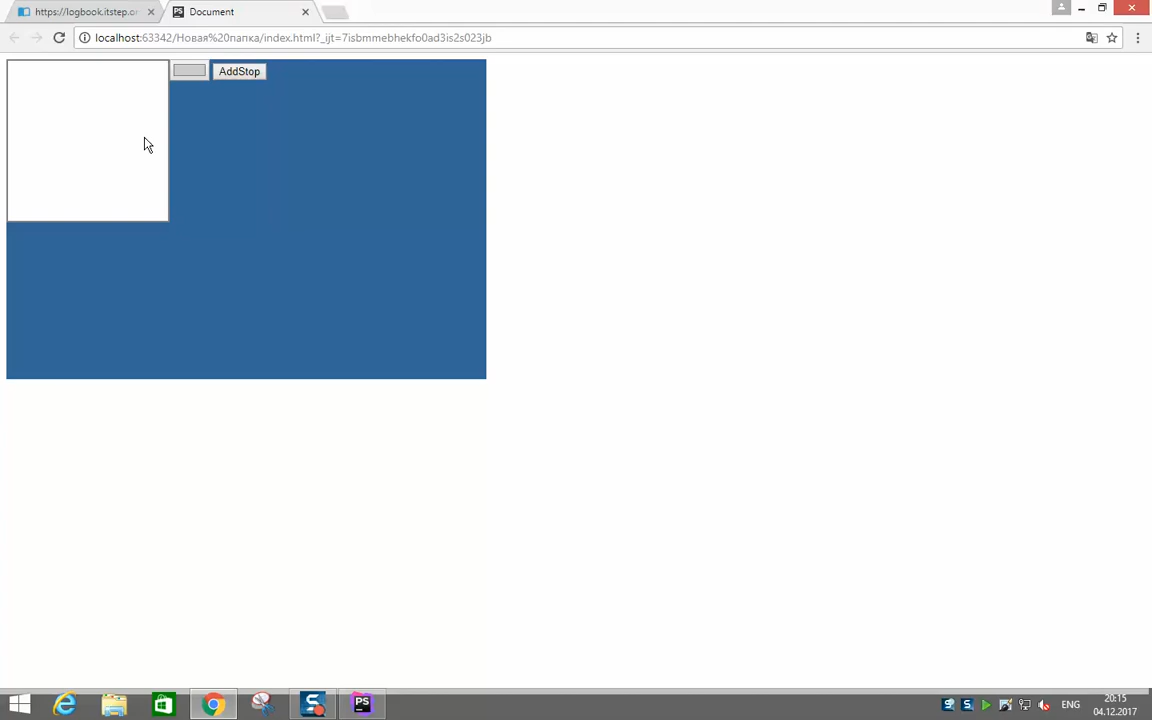 https://logbook.itstep.or
Document
localhost:63342/Новая%20папка/index.html?_ijt=7isbmmebhekfo0ad3is2s023jb
AddStop
ENG
20:15
04.12.2017